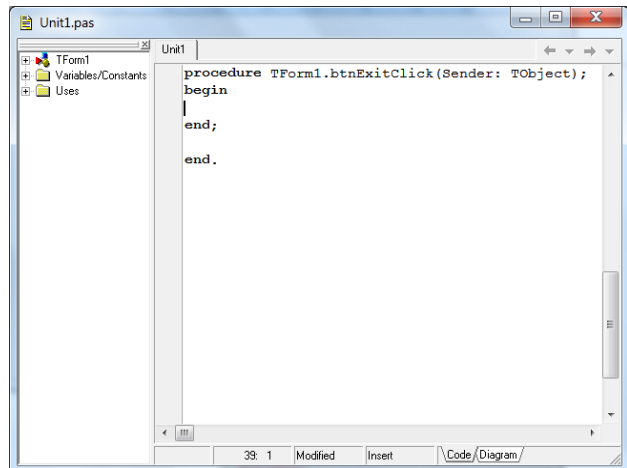 Unit1.pas
TForm1
Variables/Constants
Uses
Unit1
procedure TForm1.btnExitClick(Sender: TObject);
begin
end;
end.
39: 1 Modified Insert Code Diagram